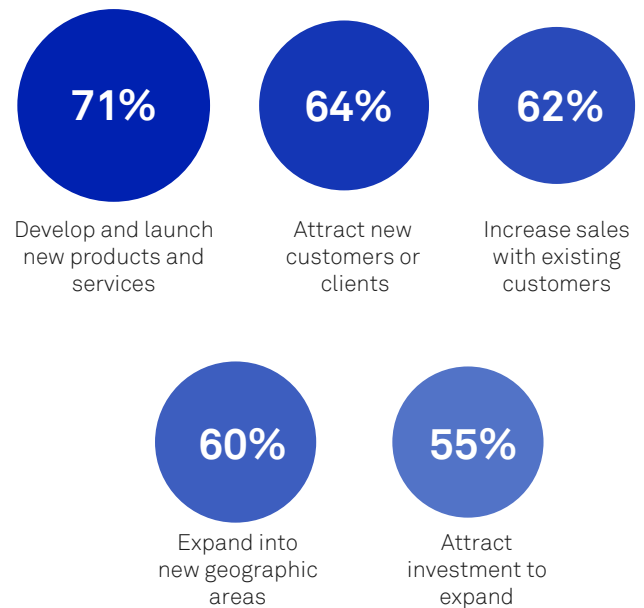 71%
Develop and launch
new products and
services
64%
Attract new
customers or
clients
62%
Increase sales
with existing
customers
60%
Expand into
new geographic
areas
55%
Attract
investment to
expand